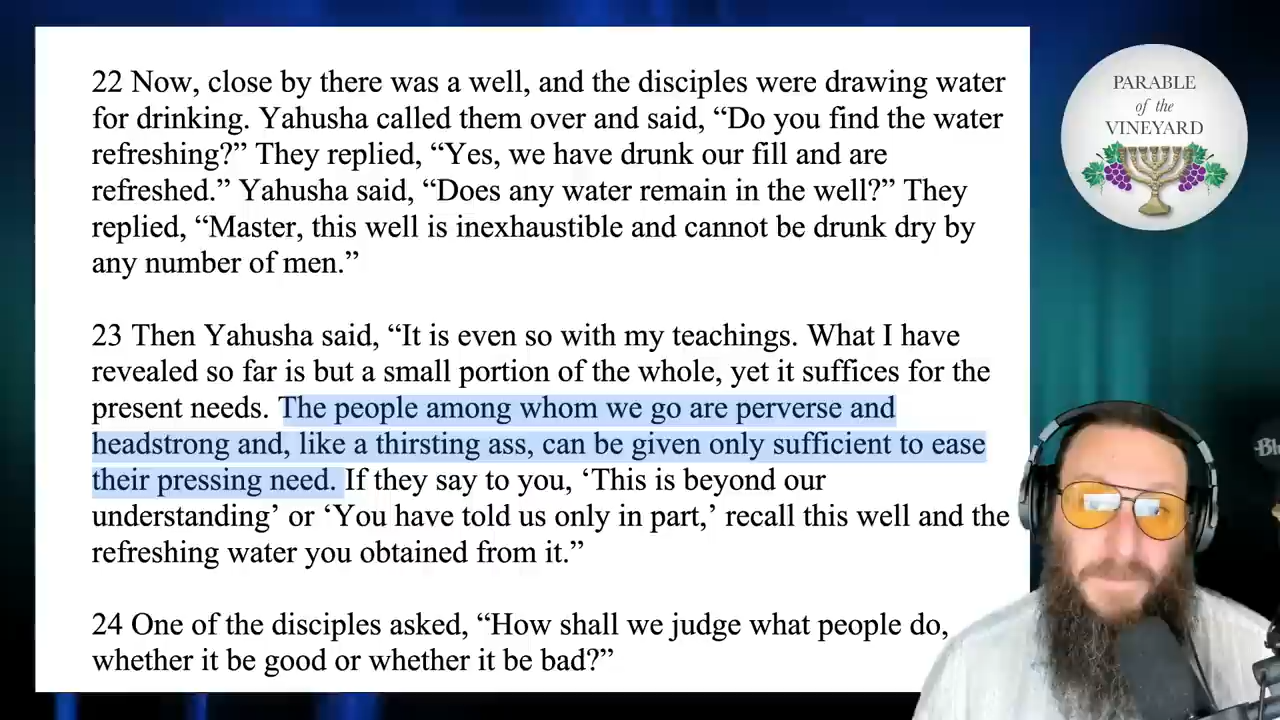 22 Now, close by there was a well, and the disciples were drawing water
for drinking. Yahusha called them over and said, “Do you find the water
refreshing?” They replied, “Yes, we have drunk our fill and are
refreshed.” Yahusha said, “Does any water remain in the well?” They
replied, “Master, this well is inexhaustible and cannot be drunk dry by
any number of men.”
23 Then Yahusha said, “It is even so with my teachings. What I have
revealed so far is but a small portion of the whole, yet it suffices for the
present needs. The people among whom we go are perverse and
headstrong and, like a thirsting ass, can be given only sufficient to ease
their pressing need. If they say to you, ‘This is beyond our
understanding’ or ‘You have told us only in part,’ recall this well and the
refreshing water you obtained from it.”
24 One of the disciples asked, “How shall we judge what people do,
whether it be good or whether it be bad?”
PARABLE
of the
VINEYARD